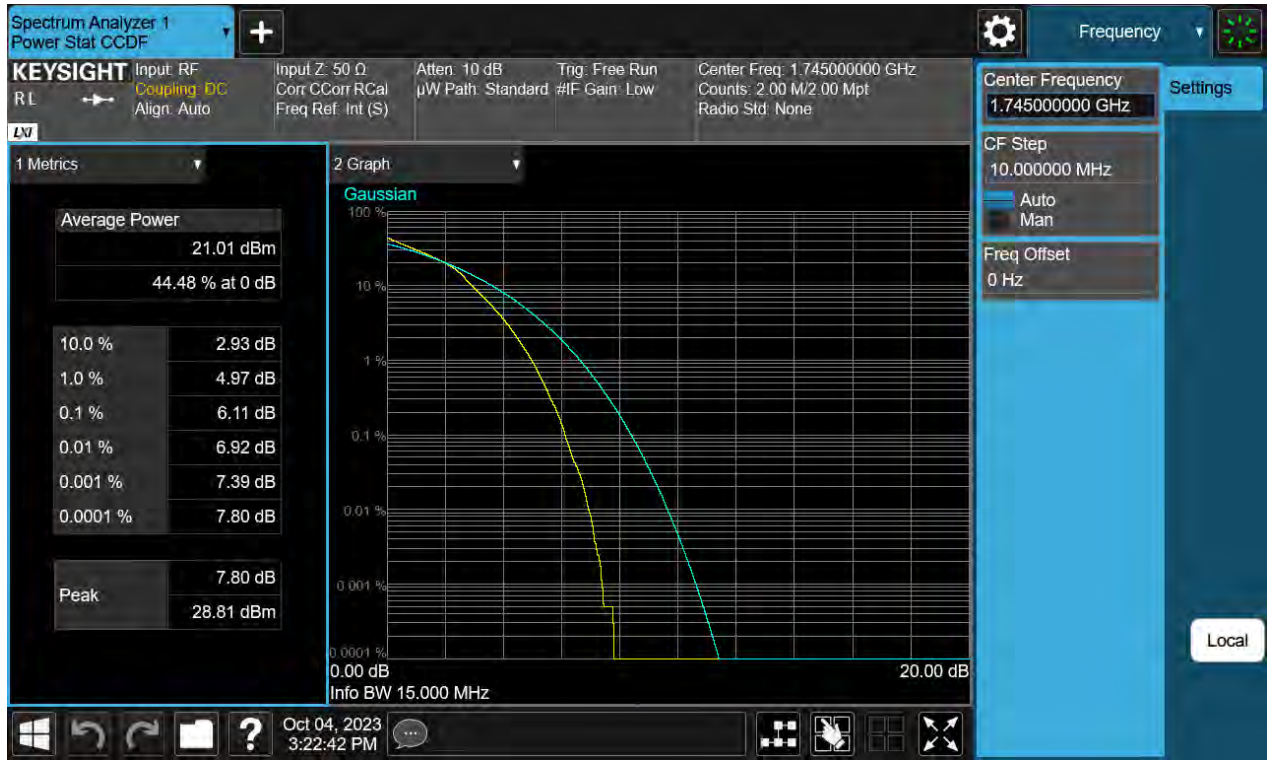 Spectrum Analyzer 1
Power Stat CCDF
+
Frequency
KEYSIGHT
RL
LXI
Input: RF
Coupling: DC
Align: Auto
Input Z: 50 Ω
Corr CCorr RCal
Freq Ref: Int (S)
Atten: 10 dB
µW Path: Standard
Trig: Free Run
#IF Gain: Low
Center Freq: 1.745000000 GHz
Counts: 2.00 M/2.00 Mpt
Radio Std: None
Center Frequency
1.745000000 GHz
Settings
CF Step
10.000000 MHz
Auto
Man
Freq Offset
0 Hz
1 Metrics
Average Power
21.01 dBm
44.48 % at 0 dB
10.0 % 2.93 dB
1.0 % 4.97 dB
0.1 % 6.11 dB
0.01 % 6.92 dB
0.001 % 7.39 dB
0.0001 % 7.80 dB
Peak
7.80 dB
28.81 dBm
2 Graph
Gaussian
100 %
10 %
1 %
0.1 %
0.01 %
0.001 %
0.0001 %
0.00 dB 20.00 dB
Info BW 15.000 MHz
Local
?
Oct 04, 2023
3:22:42 PM